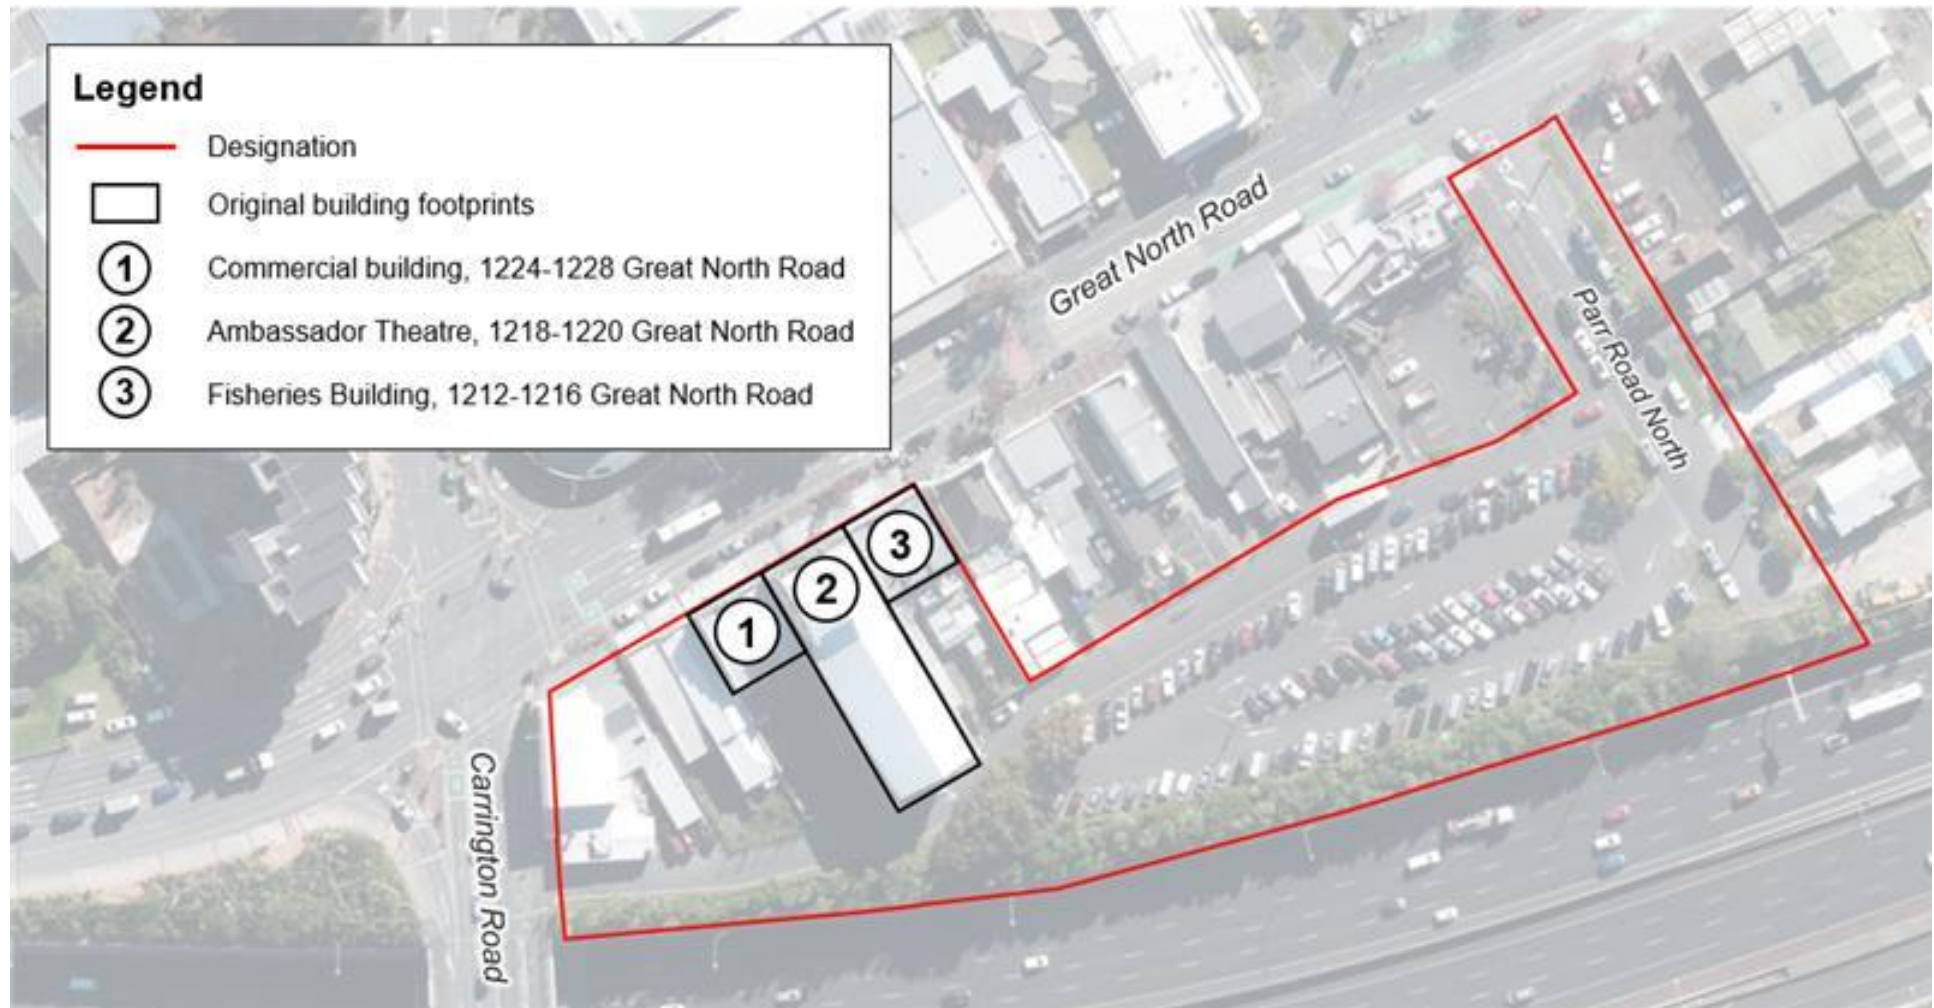 Legend
Designation
Original building footprints
1 Commercial building, 1224-1228 Great North Road
2 Ambassador Theatre, 1218-1220 Great North Road
3 Fisheries Building, 1212-1216 Great North Road
Great North Road
Parr Road North
3
2
1
Carrington Road